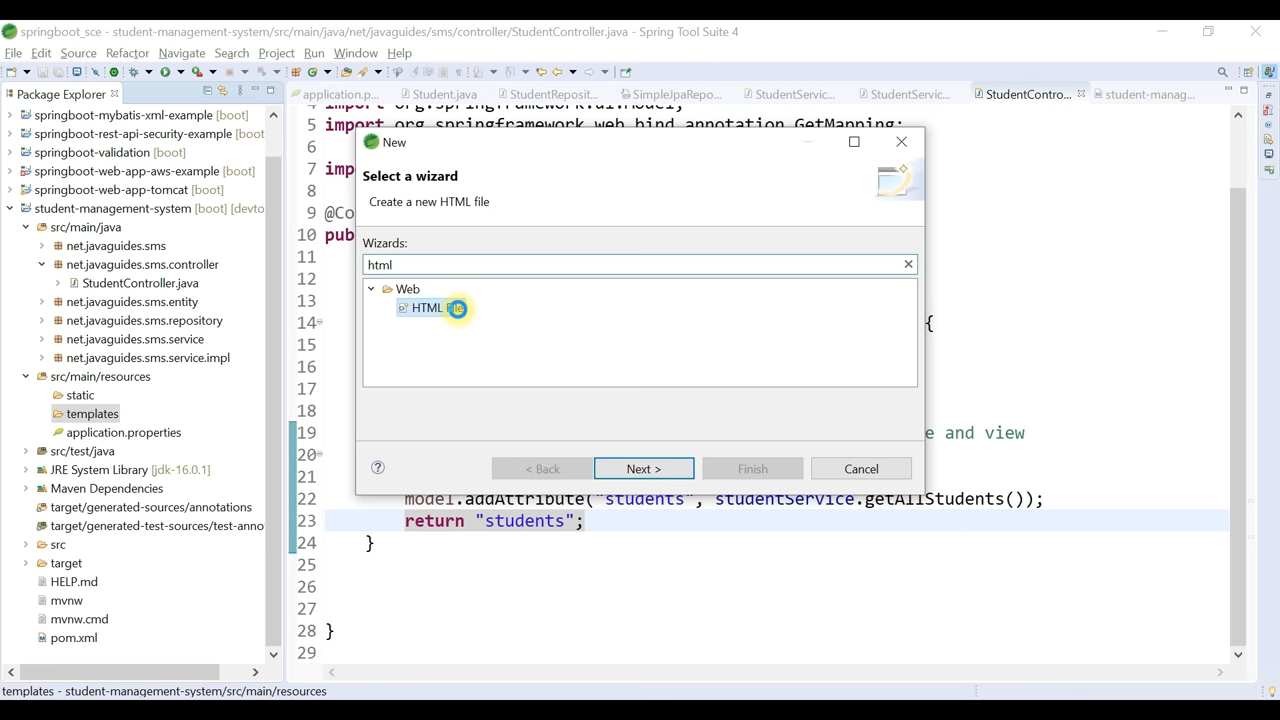 springboot_sce - student-management-system/src/main/java/net/javaguides/sms/controller/StudentController.java - Spring Tool Suite 4
File Edit Source Refactor Navigate Search Project Run Window Help
Package Explorer
application.p... Student.java StudentReposit... SimpleJpaRepo... StudentServic... StudentServic... StudentContro... student-manag...
springboot-mybatis-xml-example [boot]
springboot-rest-api-security-example [boot
springboot-validation [boot]
springboot-web-app-aws-example [boot]
springboot-web-app-tomcat [boot]
student-management-system [boot] [devto
src/main/java
net.javaguides.sms
net.javaguides.sms.controller
StudentController.java
net.javaguides.sms.entity
net.javaguides.sms.repository
net.javaguides.sms.service
net.javaguides.sms.service.impl
src/main/resources
static
templates
application.properties
src/test/java
JRE System Library [jdk-16.0.1]
Maven Dependencies
target/generated-sources/annotations
target/generated-test-sources/test-anno
src
target
HELP.md
mvnw
mvnw.cmd
pom.xml
4 import org.springframework.ui.Model;
5 import org.springframework.web.bind.annotation.GetMapping;
6
7 imp
8
9 @Co
10 pub
11
12
13
14 {
15
16
17
18
19 e and view
20
21
22 model.addAttribute("students", studentService.getAllStudents());
23 return "students";
24 }
25
26
27
28 }
29
New
Select a wizard
Create a new HTML file
Wizards:
html
Web
HTML File
< Back Next > Finish Cancel
templates - student-management-system/src/main/resources